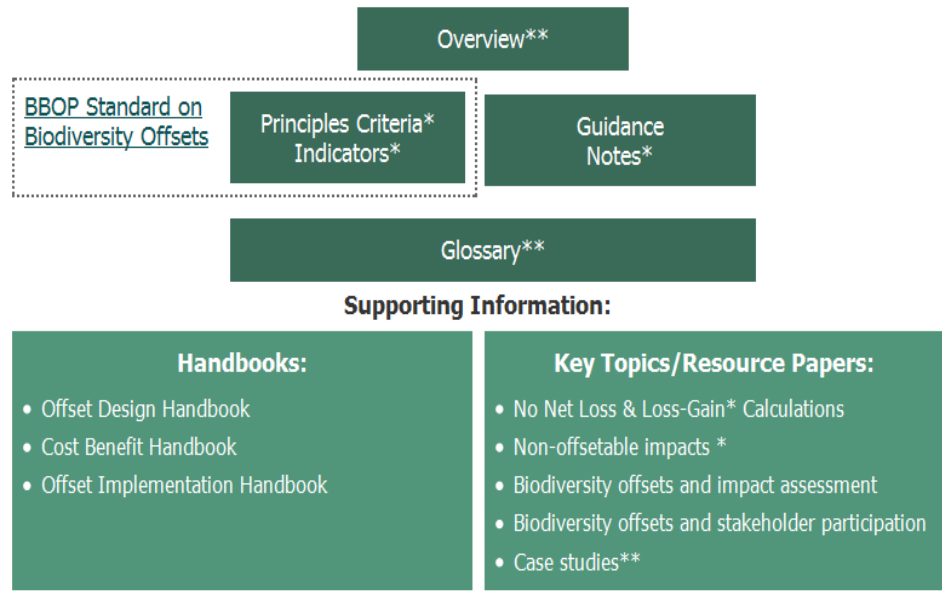 Overview**
BBOP Standard on
Biodiversity Offsets
Principles Criteria*
Indicators*
Guidance
Notes*
Glossary**
Supporting Information:
Handbooks:
• Offset Design Handbook
• Cost Benefit Handbook
• Offset Implementation Handbook
Key Topics/Resource Papers:
• No Net Loss & Loss-Gain* Calculations
• Non-offsetable impacts *
• Biodiversity offsets and impact assessment
• Biodiversity offsets and stakeholder participation
• Case studies**